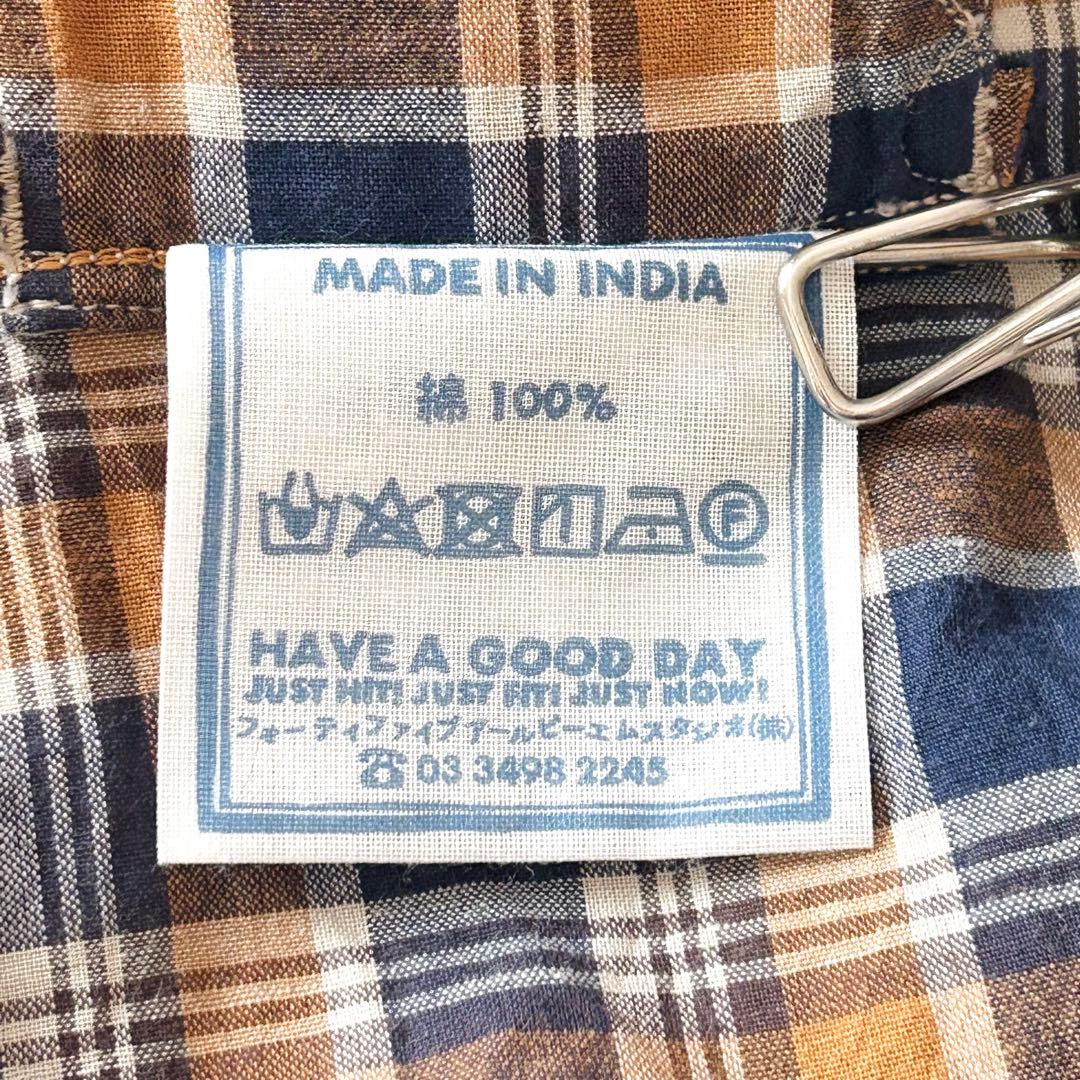 MADE IN INDIA
綿 100%
F
HAVE A GOOD DAY
JUST HIT! JUST FIT! JUST NOW!
フォーティファイブアールピーエムスタジオ(株)
☎ 03 3498 2245